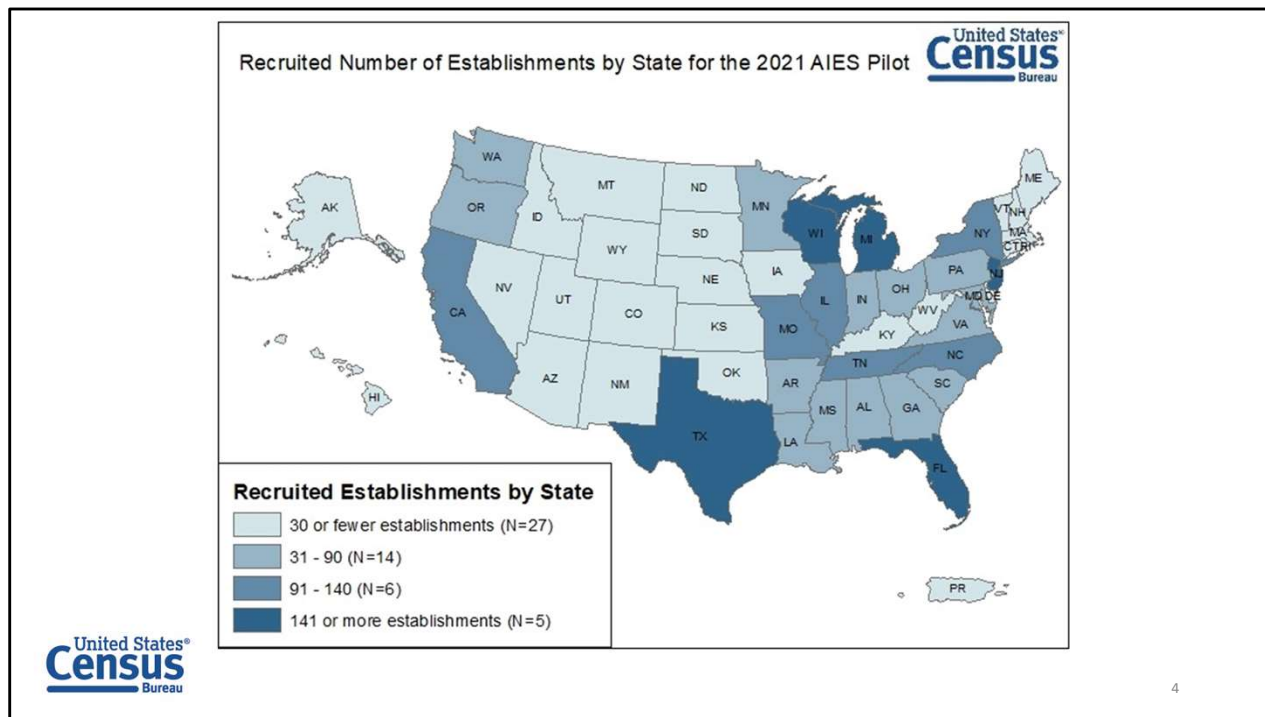 Recruited Number of Establishments by State for the 2021 AIES Pilot
United States®
Census
Bureau
WA
MT
ND
MN
ME
VT
NH
AK
OR
ID
SD
WI
MI
NY
MA
CT
RI
WY
IA
PA
NJ
NE
NV
UT
CO
IL
IN
OH
MD
DE
WV
CA
KS
MO
KY
VA
TN
NC
AZ
NM
OK
AR
SC
HI
MS
AL
GA
TX
LA
FL
PR
Recruited Establishments by State
30 or fewer establishments (N=27)
31 - 90 (N=14)
91 - 140 (N=6)
141 or more establishments (N=5)
United States®
Census
Bureau
4